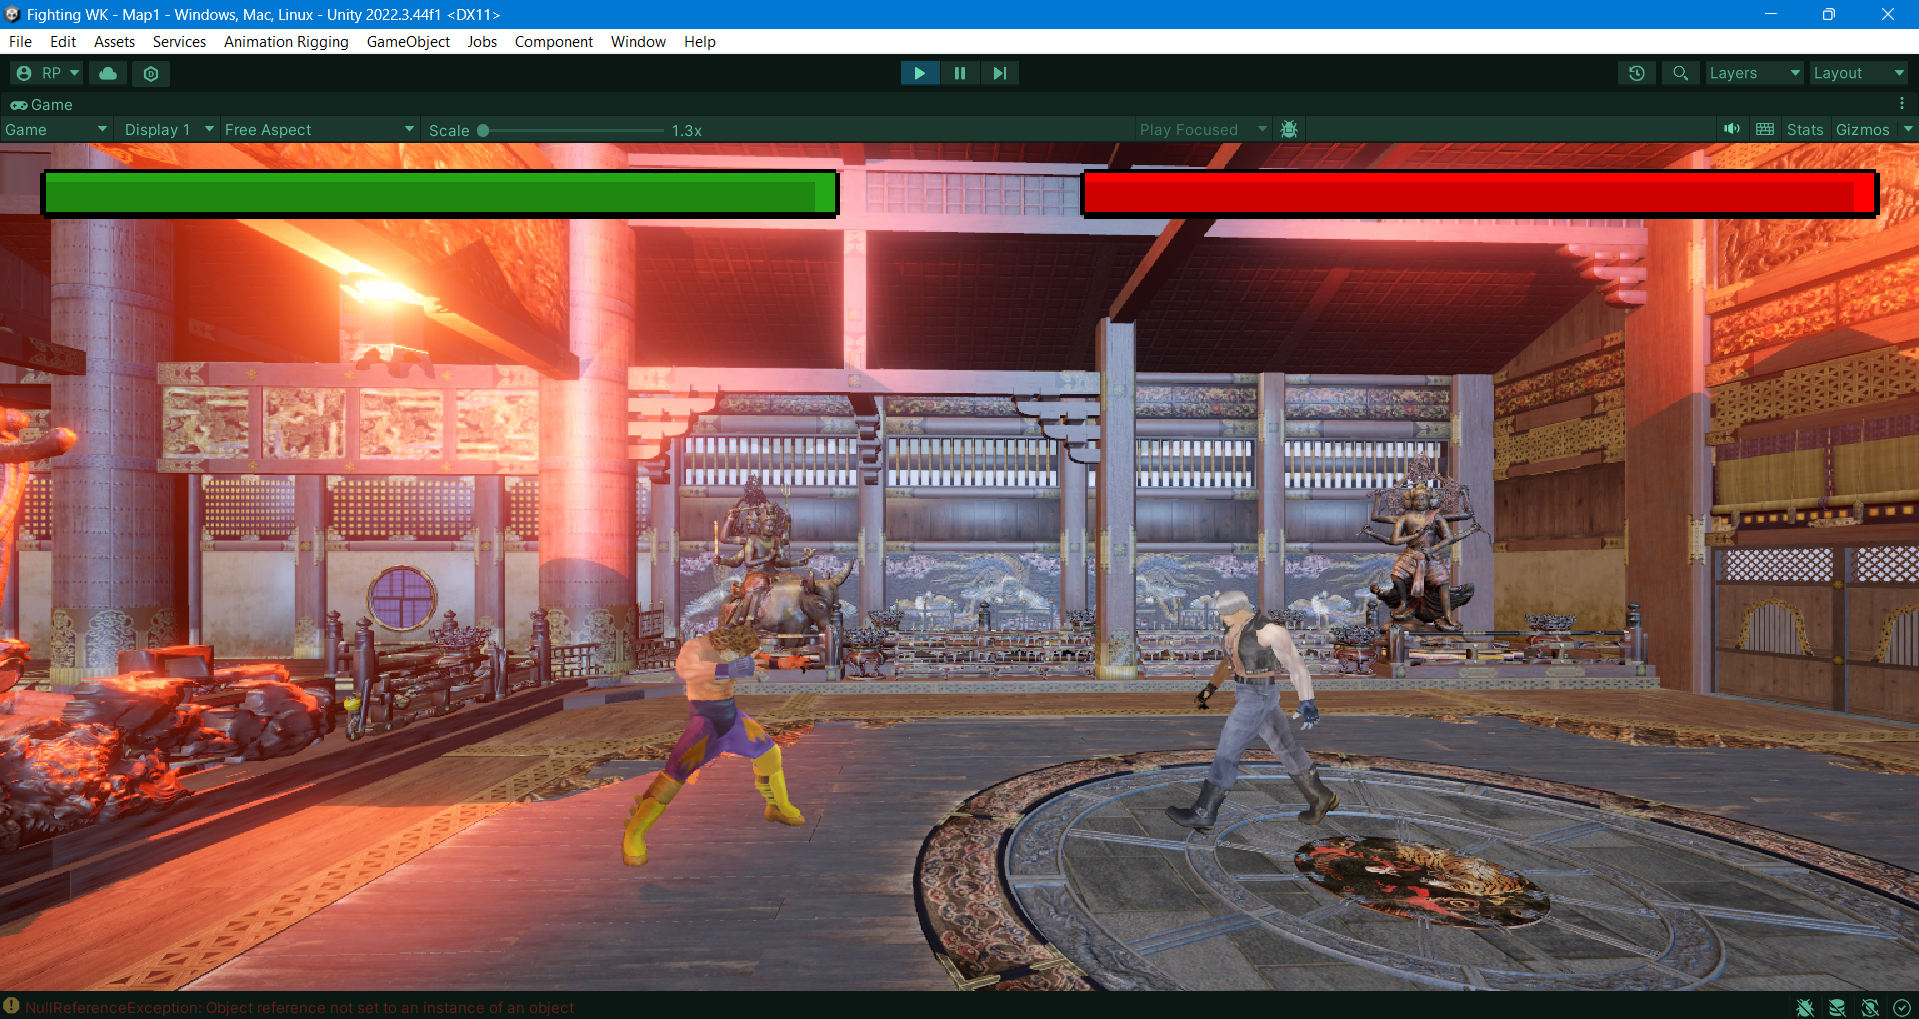 Fighting WK - Map1 - Windows, Mac, Linux - Unity 2022.3.44f1 <DX11>
File Edit Assets Services Animation Rigging GameObject Jobs Component Window Help
RP Layers Layout
Game
Game Display 1 Free Aspect Scale 1.3x Play Focused Stats Gizmos
NullReferenceException: Object reference not set to an instance of an object